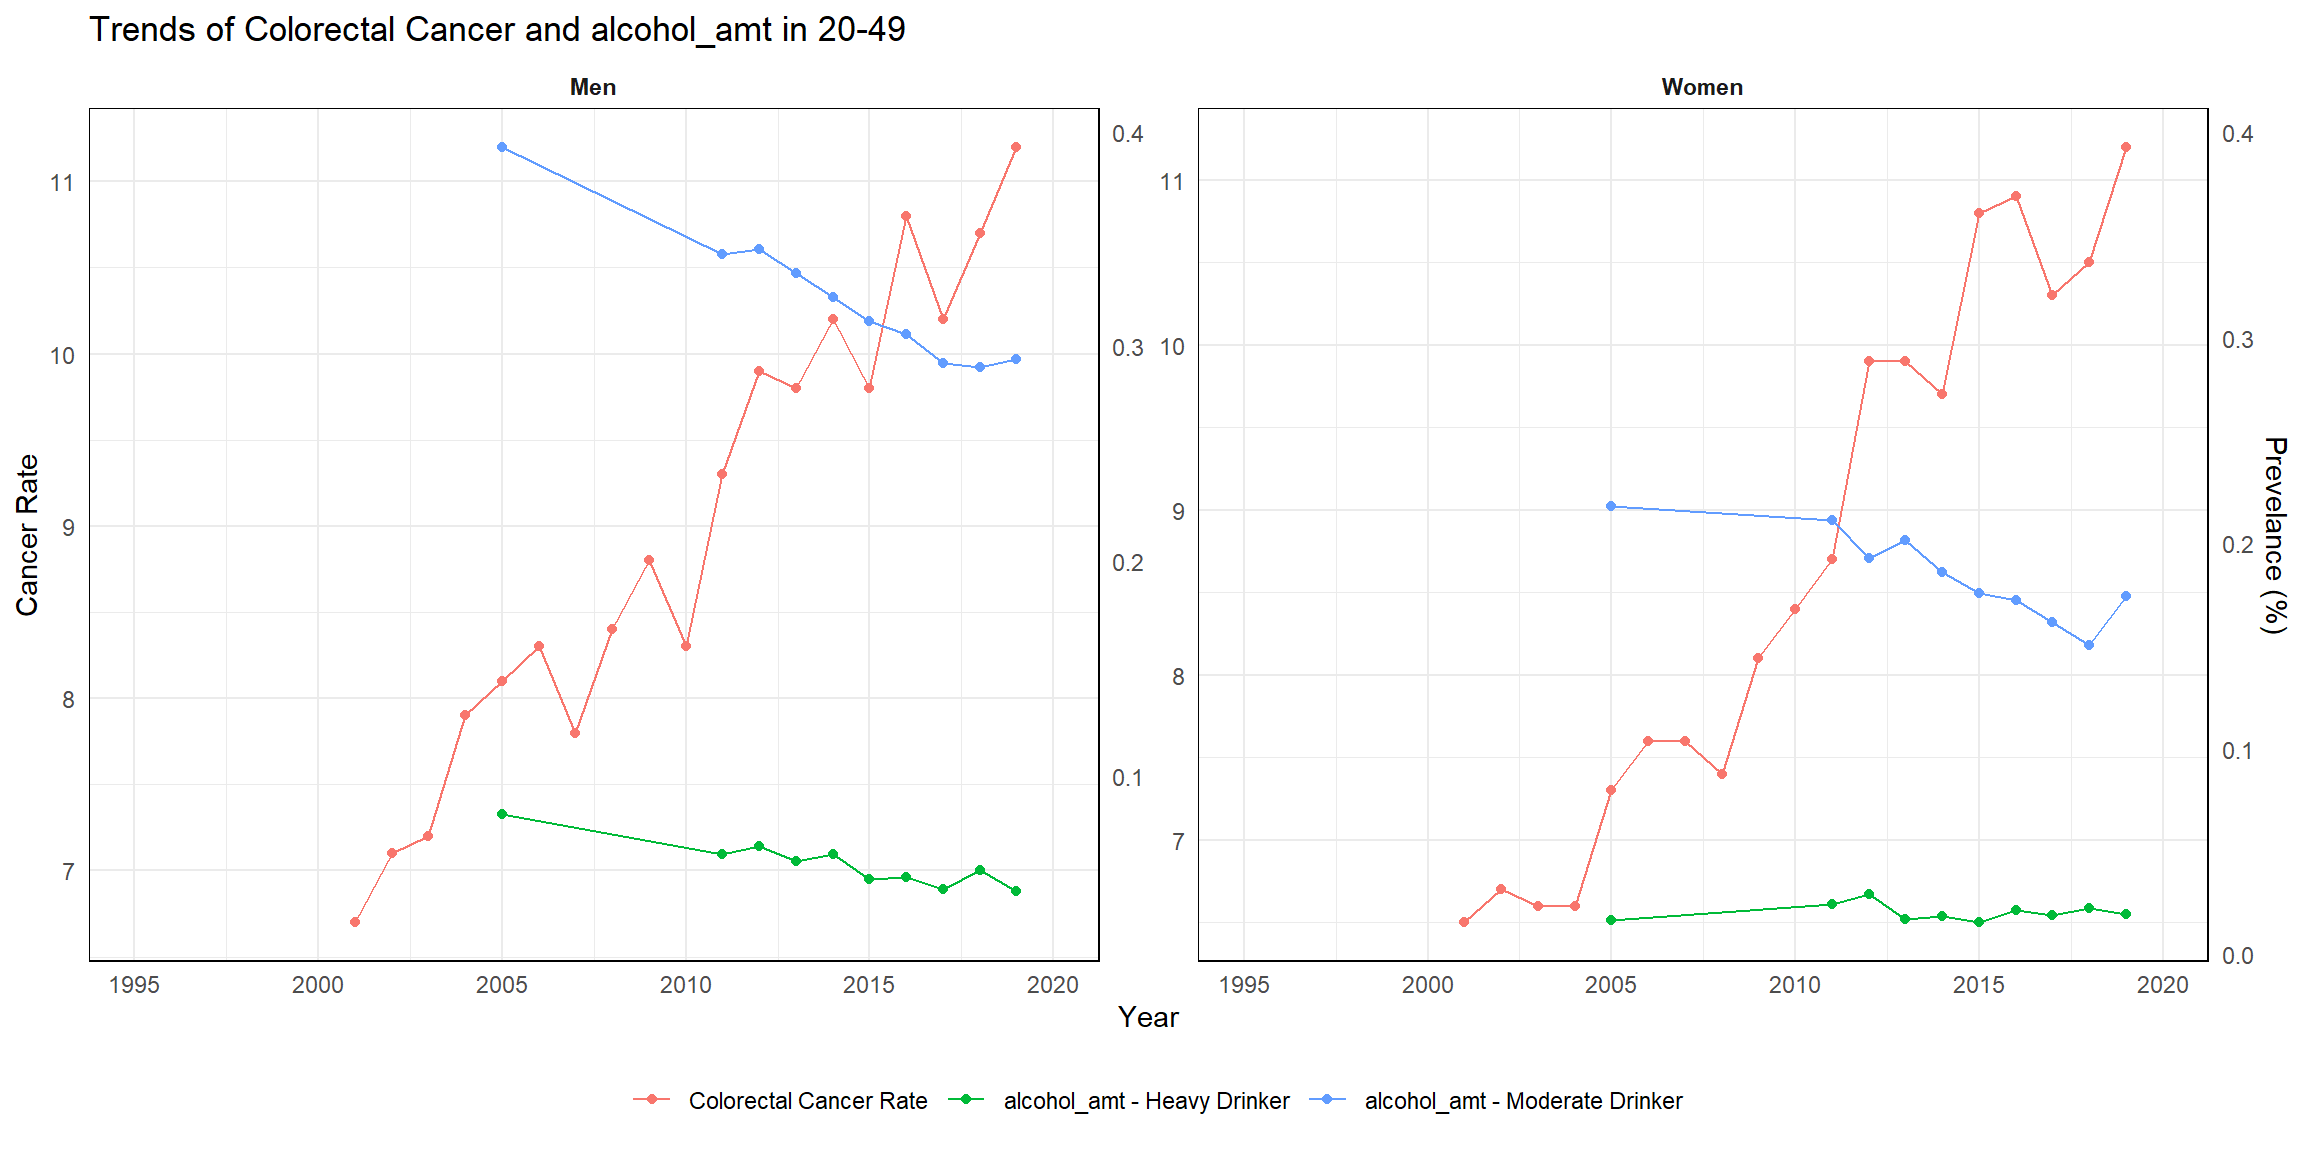 Trends of Colorectal Cancer and alcohol_amt in 20-49
Men
Women
11
10
9
8
7
0.4
0.3
0.2
0.1
11
10
9
8
7
0.4
0.3
0.2
0.1
0.0
Cancer Rate
Prevelance (%)
1995 2000 2005 2010 2015 2020
1995 2000 2005 2010 2015 2020
Year
Colorectal Cancer Rate alcohol_amt - Heavy Drinker alcohol_amt - Moderate Drinker